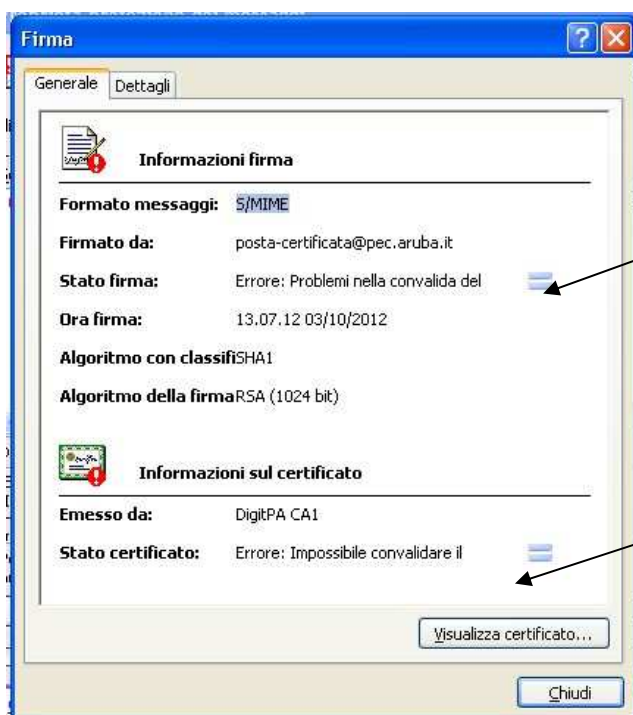 Firma
Generale Dettagli
Informazioni firma
Formato messaggi: S/MIME
Firmato da: posta-certificata@pec.aruba.it
Stato firma: Errore: Problemi nella convalida del
Ora firma: 13.07.12 03/10/2012
Algoritmo con classifiSHA1
Algoritmo della firmaRSA (1024 bit)
Informazioni sul certificato
Emesso da: DigitPA CA1
Stato certificato: Errore: Impossibile convalidare il
Visualizza certificato...
Chiudi